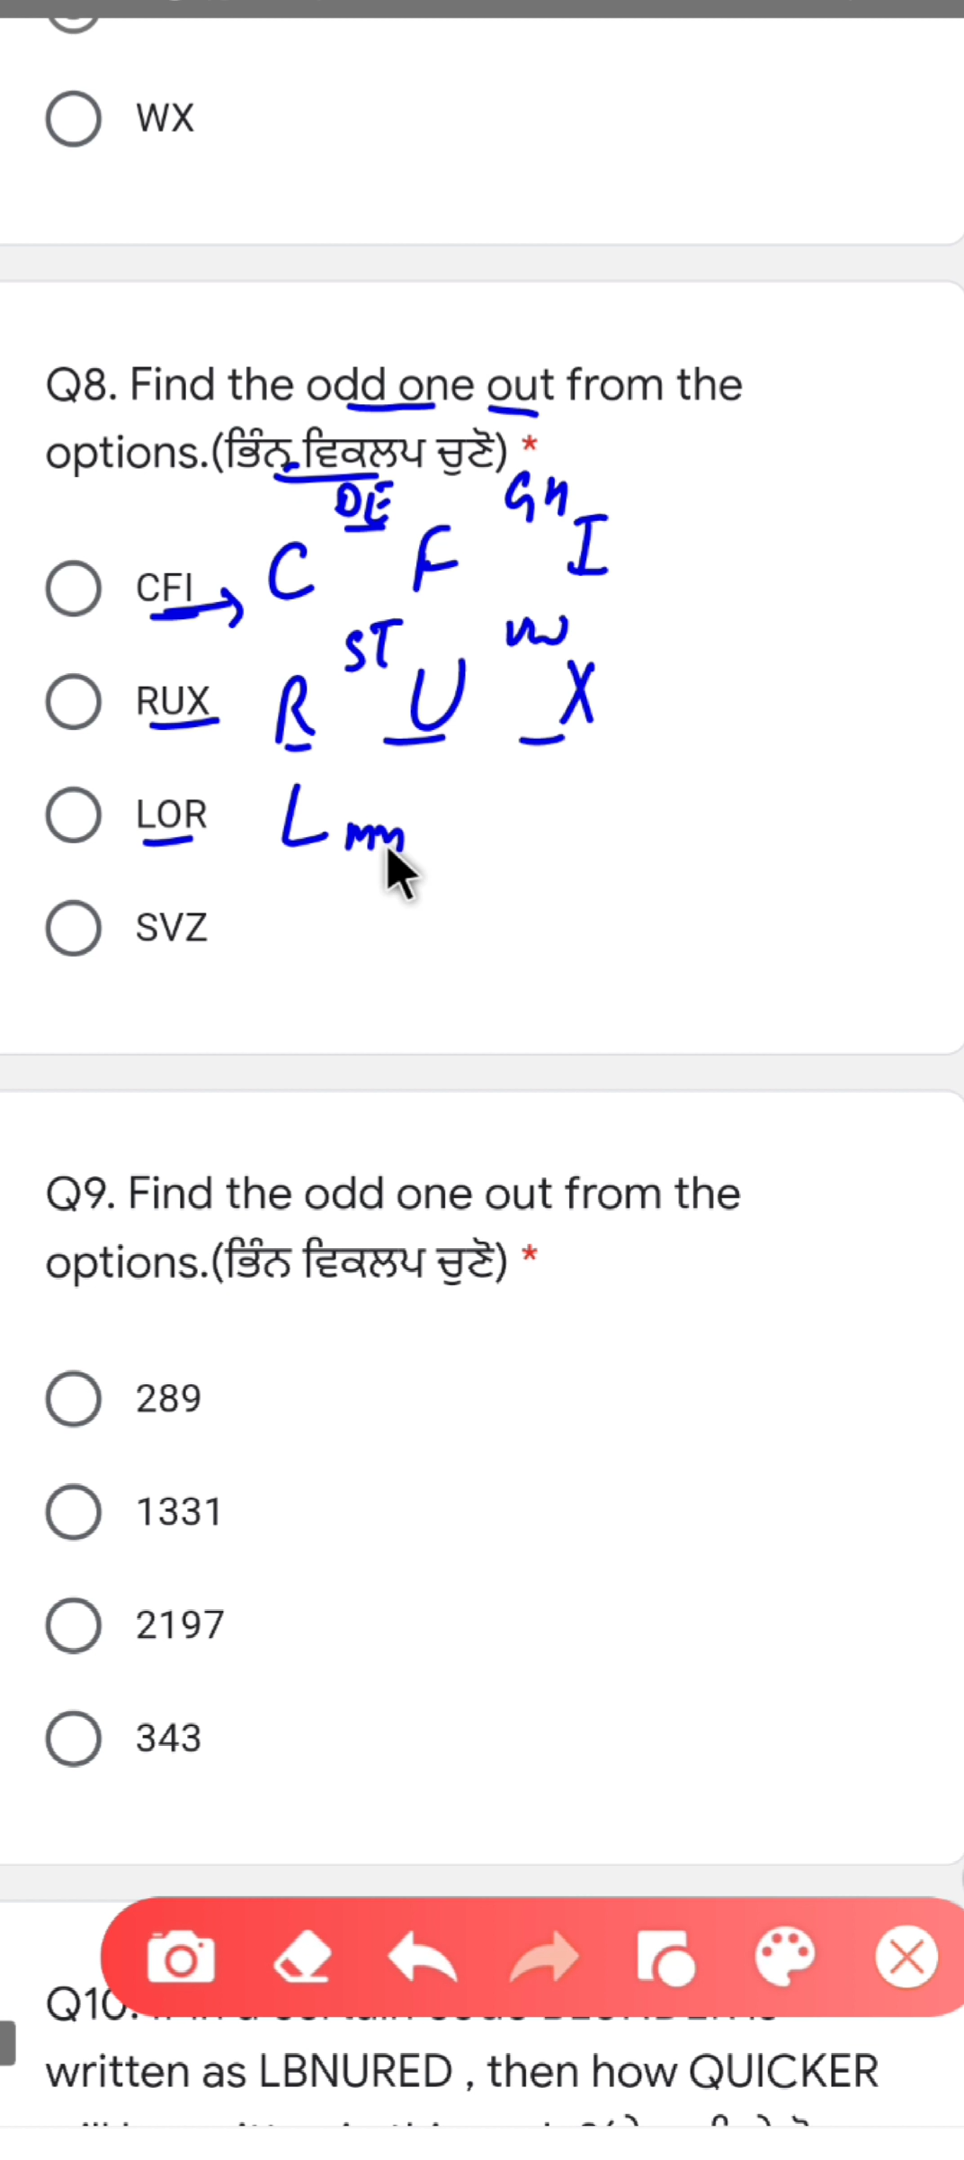 WX
Q8. Find the odd one out from the
options.(ਭਿੰਨ ਵਿਕਲਪ ਚੁਣੋ) *
DE GH
CFI → C F I
ST VW
RUX R U X
LOR L mn
SVZ
Q9. Find the odd one out from the
options.(ਭਿੰਨ ਵਿਕਲਪ ਚੁਣੋ) *
289
1331
2197
343
Q10.
written as LBNURED , then how QUICKER